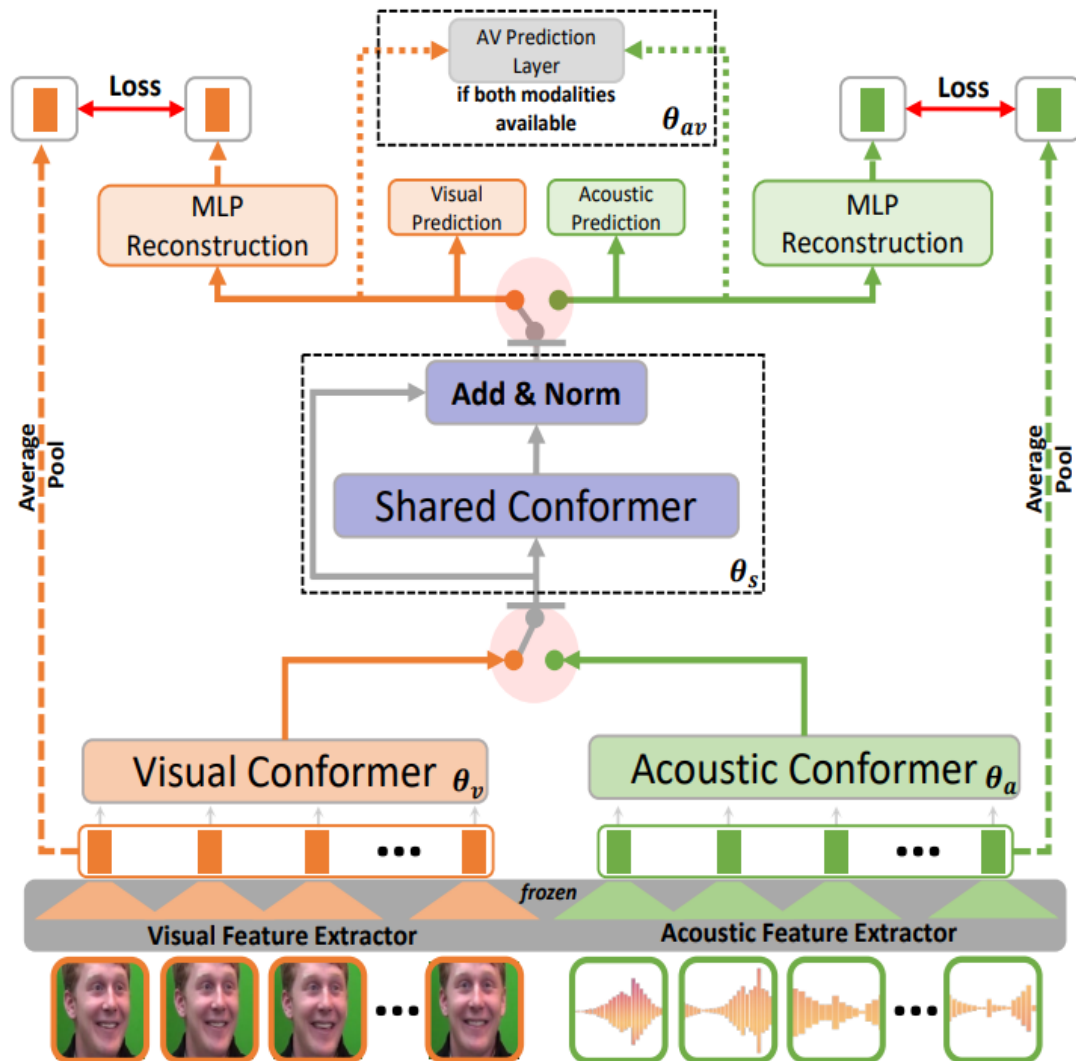 AV Prediction
Layer
if both modalities
available
θav
Loss
Loss
MLP
Reconstruction
Visual
Prediction
Acoustic
Prediction
MLP
Reconstruction
Add & Norm
Shared Conformer
θs
Average
Pool
Average
Pool
Visual Conformer θv
Acoustic Conformer θa
frozen
Visual Feature Extractor
Acoustic Feature Extractor